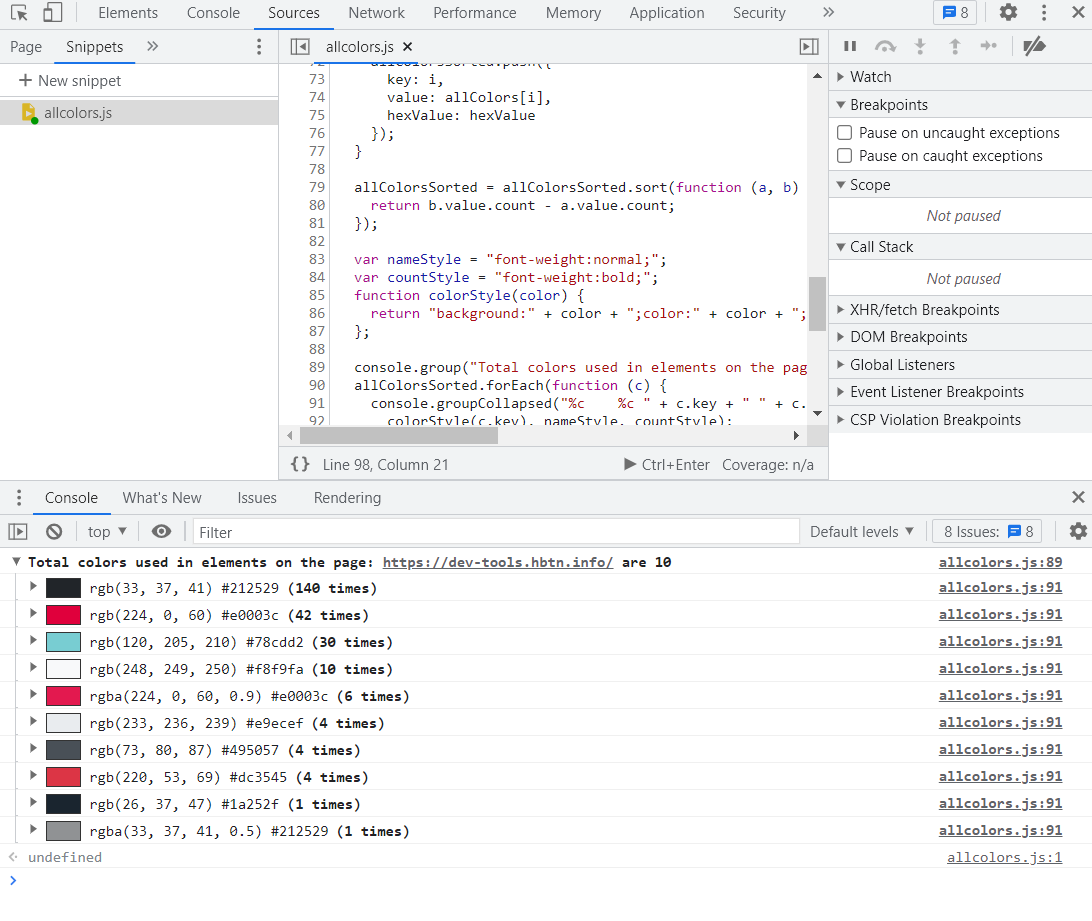 Elements Console Sources Network Performance Memory Application Security » 8
Page Snippets »
allcolors.js ×
+ New snippet
allcolors.js
72 allColorsSorted.push({
73 key: i,
74 value: allColors[i],
75 hexValue: hexValue
76 });
77 }
78
79 allColorsSorted = allColorsSorted.sort(function (a, b)
80 return b.value.count - a.value.count;
81 });
82
83 var nameStyle = "font-weight:normal;";
84 var countStyle = "font-weight:bold;";
85 function colorStyle(color) {
86 return "background:" + color + ";color:" + color + ";
87 };
88
89 console.group("Total colors used in elements on the pag
90 allColorsSorted.forEach(function (c) {
91 console.groupCollapsed("%c    %c " + c.key + " " + c.
92 colorStyle(c.key), nameStyle, countStyle);
{} Line 98, Column 21 Ctrl+Enter Coverage: n/a
Watch
Breakpoints
Pause on uncaught exceptions
Pause on caught exceptions
Scope
Not paused
Call Stack
Not paused
XHR/fetch Breakpoints
DOM Breakpoints
Global Listeners
Event Listener Breakpoints
CSP Violation Breakpoints
Console What's New Issues Rendering
top Filter Default levels 8 Issues: 8
Total colors used in elements on the page: https://dev-tools.hbtn.info/ are 10 allcolors.js:89
rgb(33, 37, 41) #212529 (140 times) allcolors.js:91
rgb(224, 0, 60) #e0003c (42 times) allcolors.js:91
rgb(120, 205, 210) #78cdd2 (30 times) allcolors.js:91
rgb(248, 249, 250) #f8f9fa (10 times) allcolors.js:91
rgba(224, 0, 60, 0.9) #e0003c (6 times) allcolors.js:91
rgb(233, 236, 239) #e9ecef (4 times) allcolors.js:91
rgb(73, 80, 87) #495057 (4 times) allcolors.js:91
rgb(220, 53, 69) #dc3545 (4 times) allcolors.js:91
rgb(26, 37, 47) #1a252f (1 times) allcolors.js:91
rgba(33, 37, 41, 0.5) #212529 (1 times) allcolors.js:91
undefined allcolors.js:1